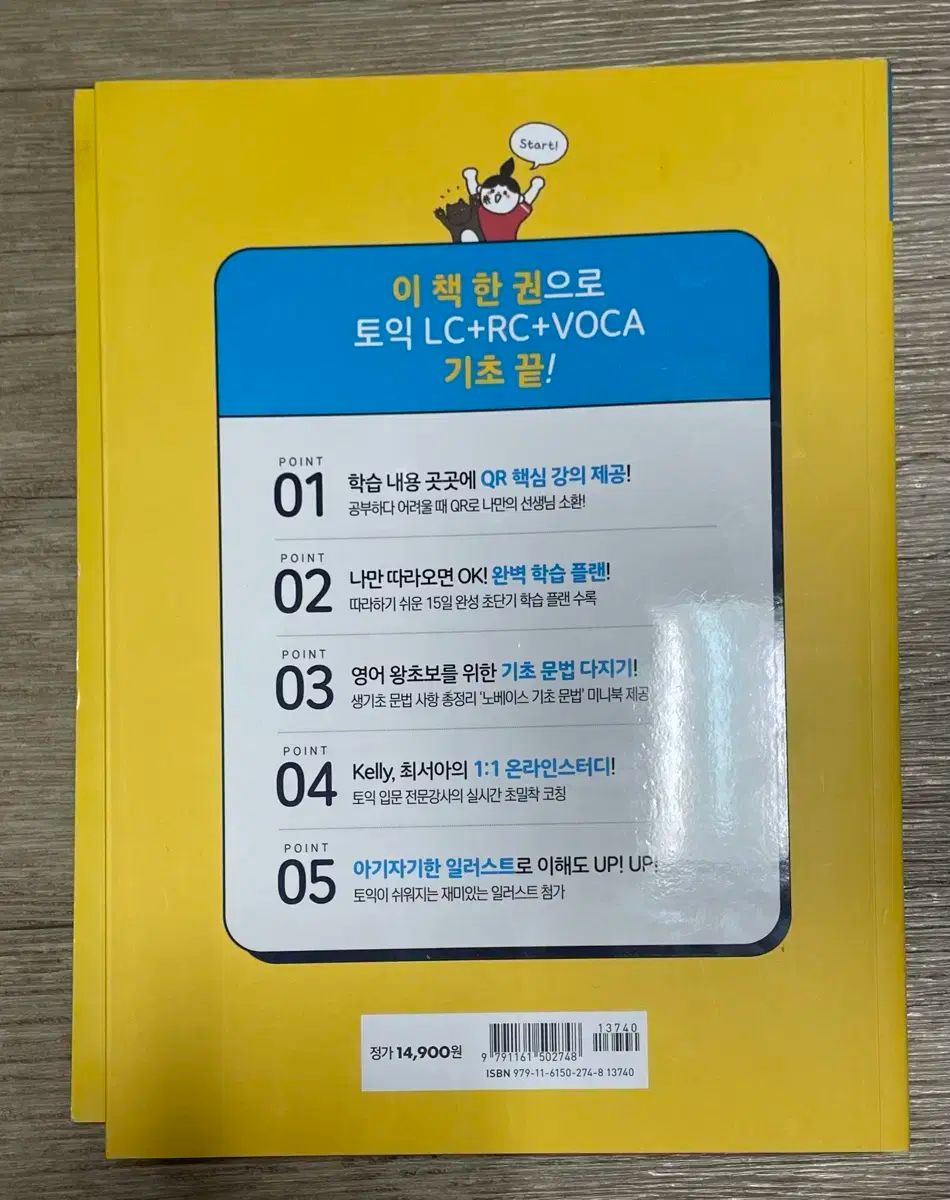 Start!
이 책 한 권으로
토익 LC+RC+VOCA
기초 끝!
POINT
01
학습 내용 곳곳에 QR 핵심 강의 제공!
공부하다 어려울 때 QR로 나만의 선생님 소환!
POINT
02
나만 따라오면 OK! 완벽 학습 플랜!
따라하기 쉬운 15일 완성 초단기 학습 플랜 수록
POINT
03
영어 왕초보를 위한 기초 문법 다지기!
생기초 문법 사항 총정리 '노베이스 기초 문법' 미니북 제공
POINT
04
Kelly, 최서아의 1:1 온라인스터디!
토익 입문 전문강사의 실시간 초밀착 코칭
POINT
05
아기자기한 일러스트로 이해도 UP! UP!
토익이 쉬워지는 재미있는 일러스트 첨가
정가 14,900원
13740
9 791161 502748
ISBN 979-11-6150-274-8 13740